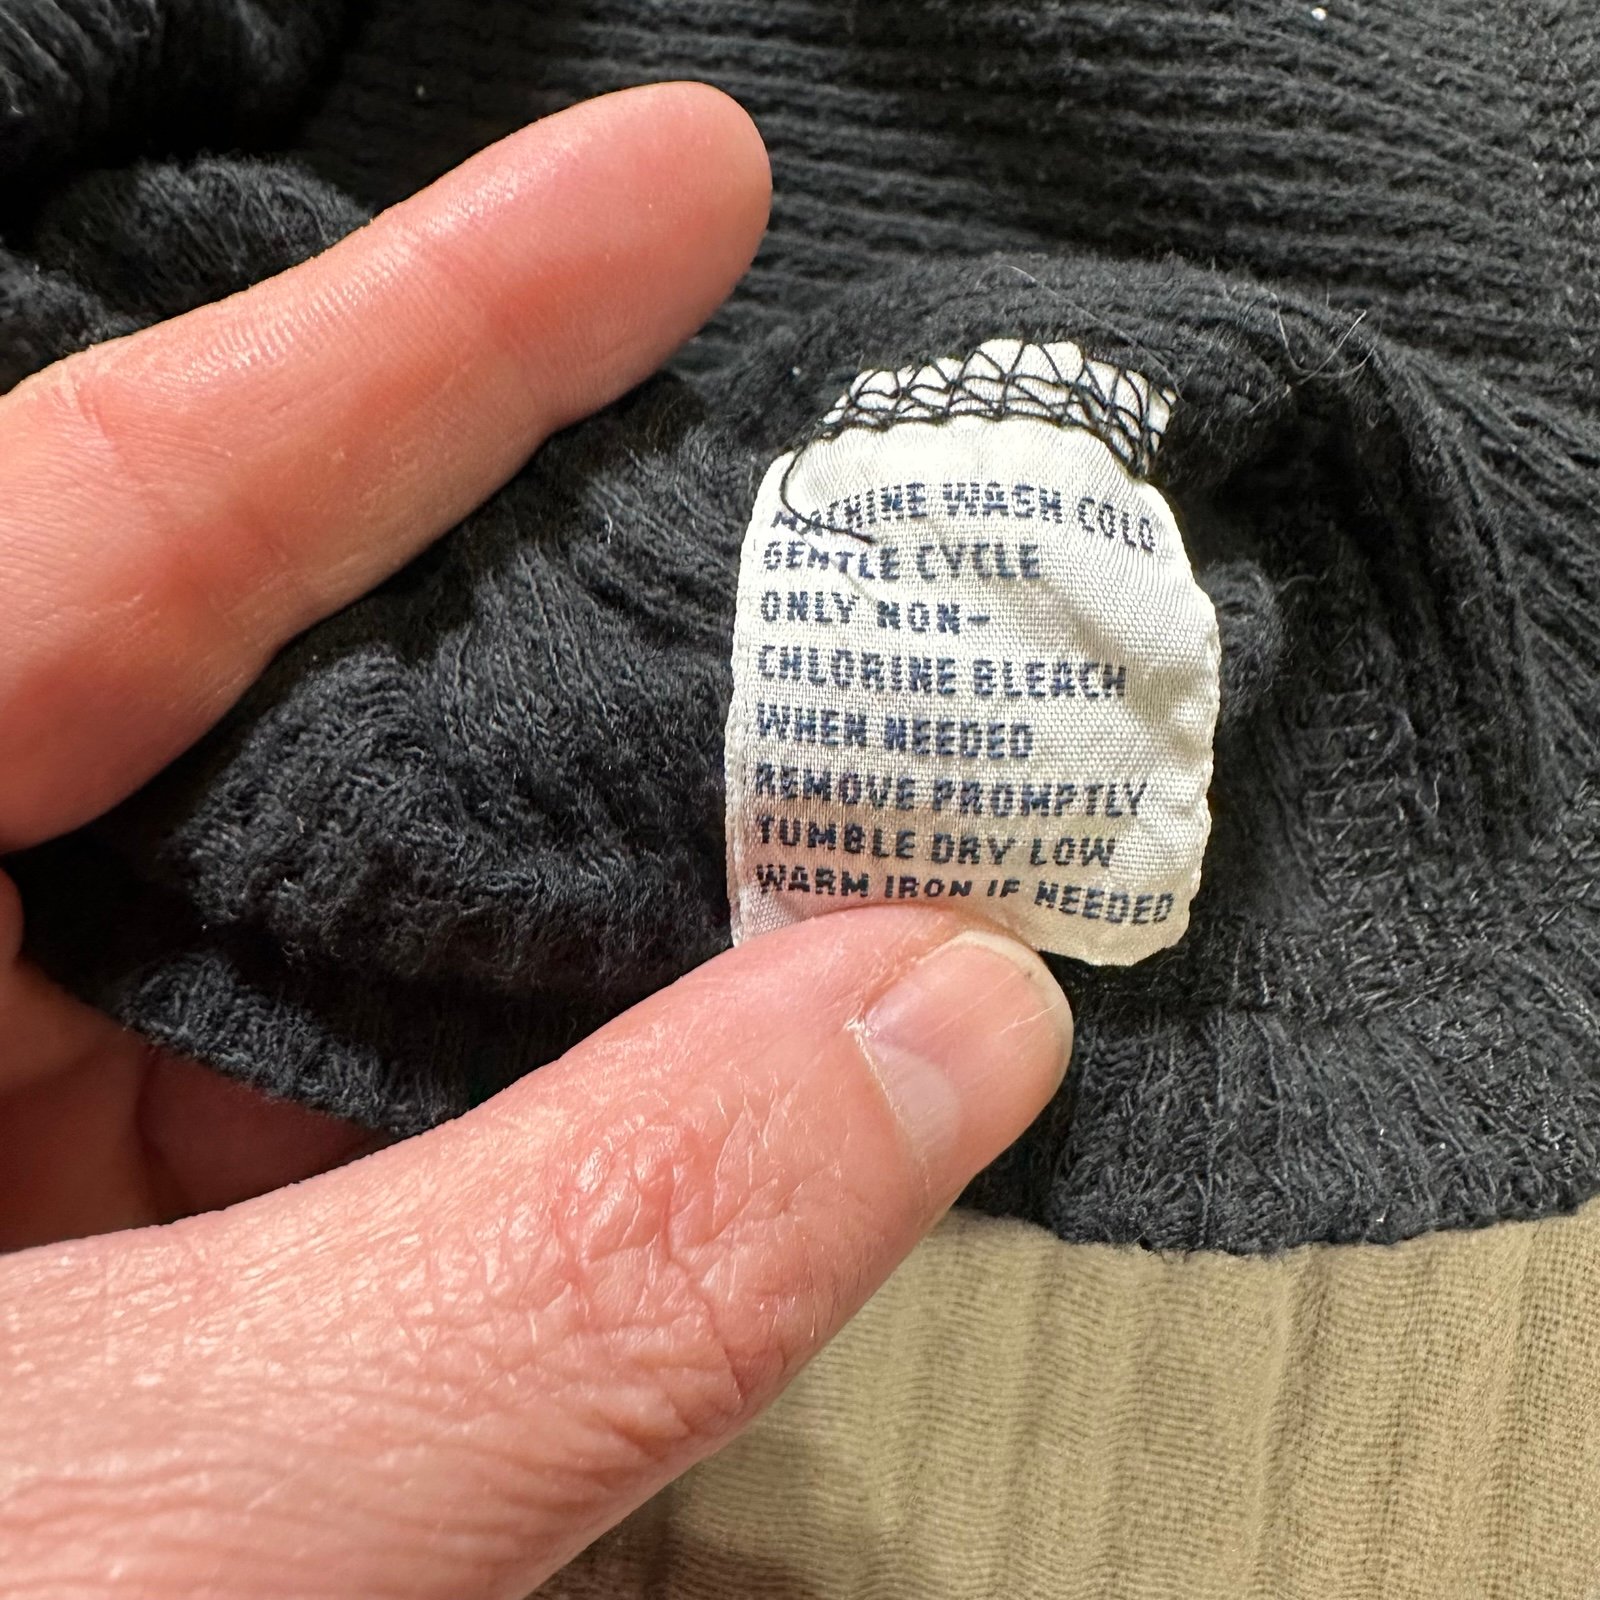 MACHINE WASH COLD
GENTLE CYCLE
ONLY NON-
CHLORINE BLEACH
WHEN NEEDED
REMOVE PROMPTLY
TUMBLE DRY LOW
WARM IRON IF NEEDED